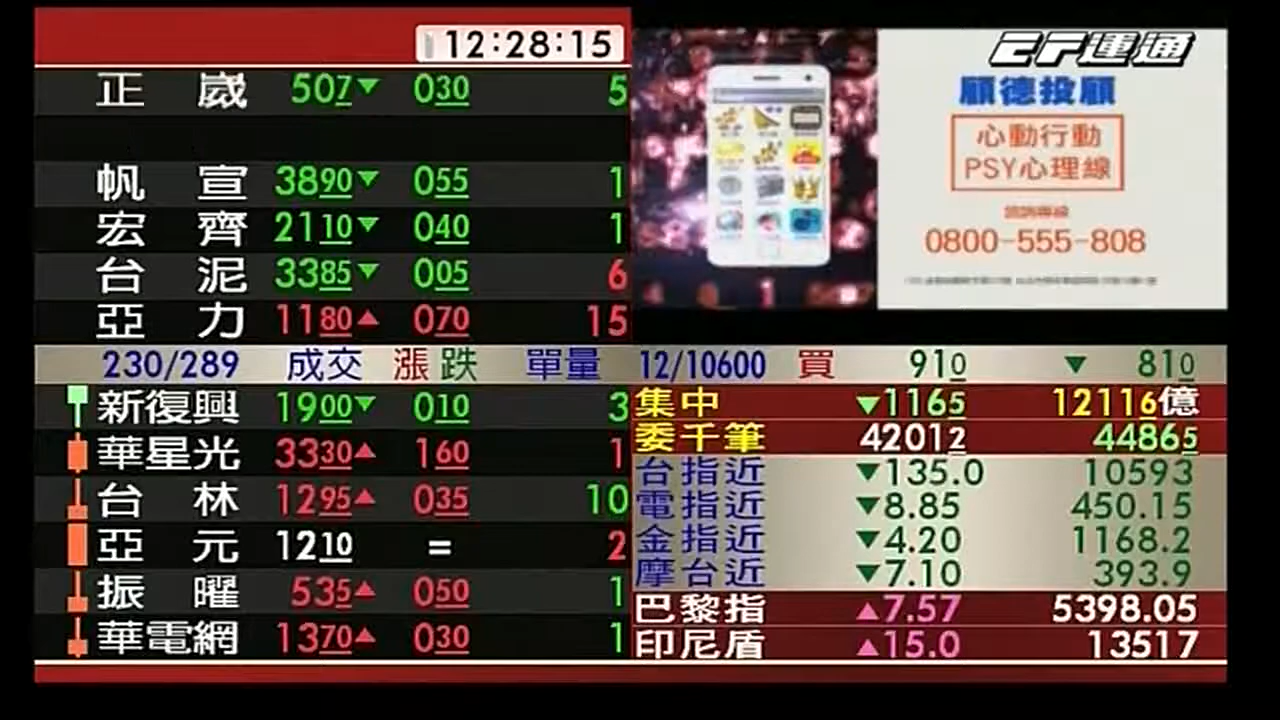 12:28:15
正崴 507▼ 030 5
帆宣 3890▼ 055 1
宏齊 2110▼ 040 1
台泥 3385▼ 005 6
亞力 1180▲ 070 15
230/289 成交 漲跌 單量
新復興 1900▼ 010 3
華星光 3330▲ 160 1
台林 1295▲ 035 10
亞元 1210 = 2
振曜 535▲ 050 1
華電網 1370▲ 030 1
運通
顧德投顧
心動行動
PSY心理線
0800-555-808
12/10600 買 910 ▼ 810
集中 ▼1165 12116億
委千筆 42012 44865
台指近 ▼135.0 10593
電指近 ▼8.85 450.15
金指近 ▼4.20 1168.2
摩台近 ▼7.10 393.9
巴黎指 ▲7.57 5398.05
印尼盾 ▲15.0 13517